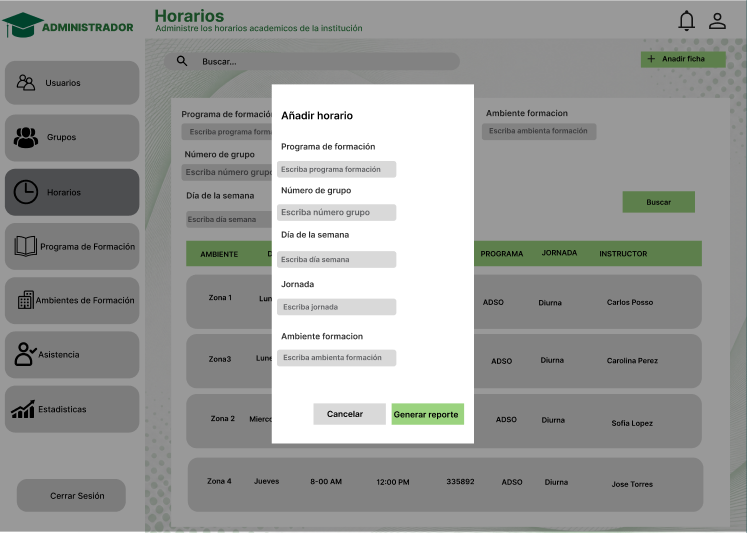 ADMINISTRADOR
Horarios
Administre los horarios academicos de la institución
Buscar...
Anadir ficha
Usuarios
Grupos
Horarios
Programa de Formación
Ambientes de Formación
Asistencia
Estadisticas
Cerrar Sesión
Programa de formació
Escriba programa forma
Número de grupo
Escriba número grupo
Día de la semana
Escriba día semana
Ambiente formacion
Escriba ambienta formación
Buscar
AMBIENTE D PROGRAMA JORNADA INSTRUCTOR
Zona 1 Lun ADSO Diurna Carlos Posso
Zona3 Lune ADSO Diurna Carolina Perez
Zona 2 Mierco ADSO Diurna Sofia Lopez
Zona 4 Jueves 8-00 AM 12:00 PM 335892 ADSO Diurna Jose Torres
Añadir horario
Programa de formación
Escriba programa formación
Número de grupo
Escriba número grupo
Día de la semana
Escriba día semana
Jornada
Escriba jornada
Ambiente formacion
Escriba ambienta formación
Cancelar
Generar reporte